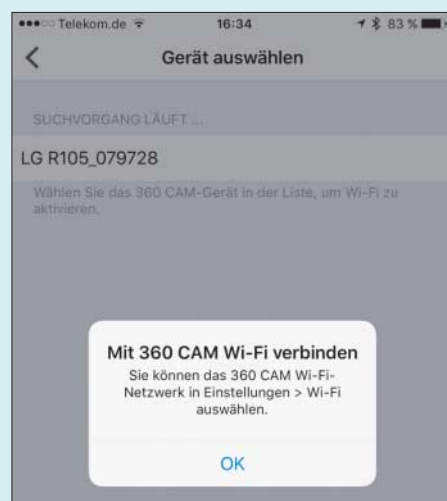 Telekom.de 16:34 83 %
Gerät auswählen
SUCHVORGANG LÄUFT ...
LG R105_079728
Wählen Sie das 360 CAM-Gerät in der Liste, um Wi-Fi zu
aktivieren.
Mit 360 CAM Wi-Fi verbinden
Sie können das 360 CAM Wi-Fi-
Netzwerk in Einstellungen > Wi-Fi
auswählen.
OK